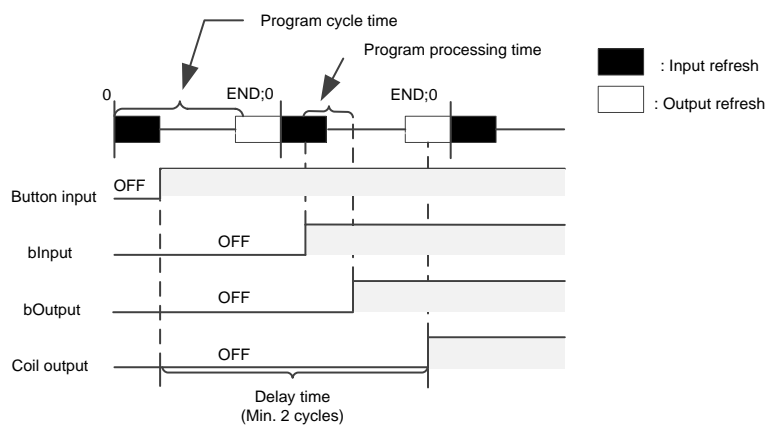 Program cycle time
Program processing time
: Input refresh
: Output refresh
0
END;0
END;0
Button input
OFF
bInput
OFF
bOutput
OFF
Coil output
OFF
Delay time
(Min. 2 cycles)